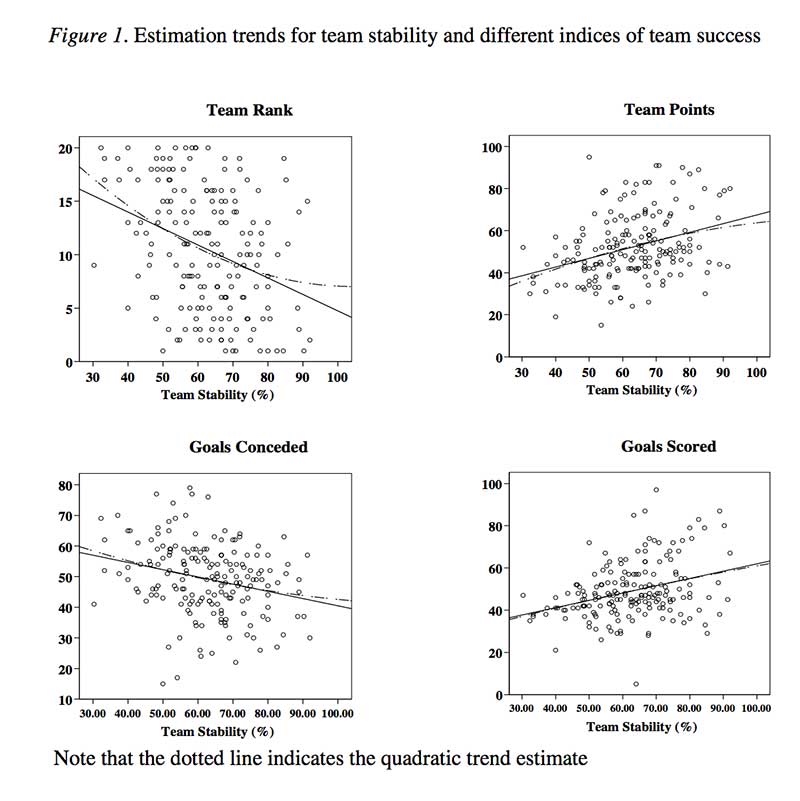 Figure 1. Estimation trends for team stability and different indices of team success
Team Rank
20
15
10
5
0
30 40 50 60 70 80 90 100
Team Stability (%)
Team Points
100
80
60
40
20
0
30 40 50 60 70 80 90 100
Team Stability (%)
Goals Conceded
80
70
60
50
40
30
20
10
30.00 40.00 50.00 60.00 70.00 80.00 90.00 100.00
Team Stability (%)
Goals Scored
100
80
60
40
20
0
30.00 40.00 50.00 60.00 70.00 80.00 90.00 100.00
Team Stability (%)
Note that the dotted line indicates the quadratic trend estimate